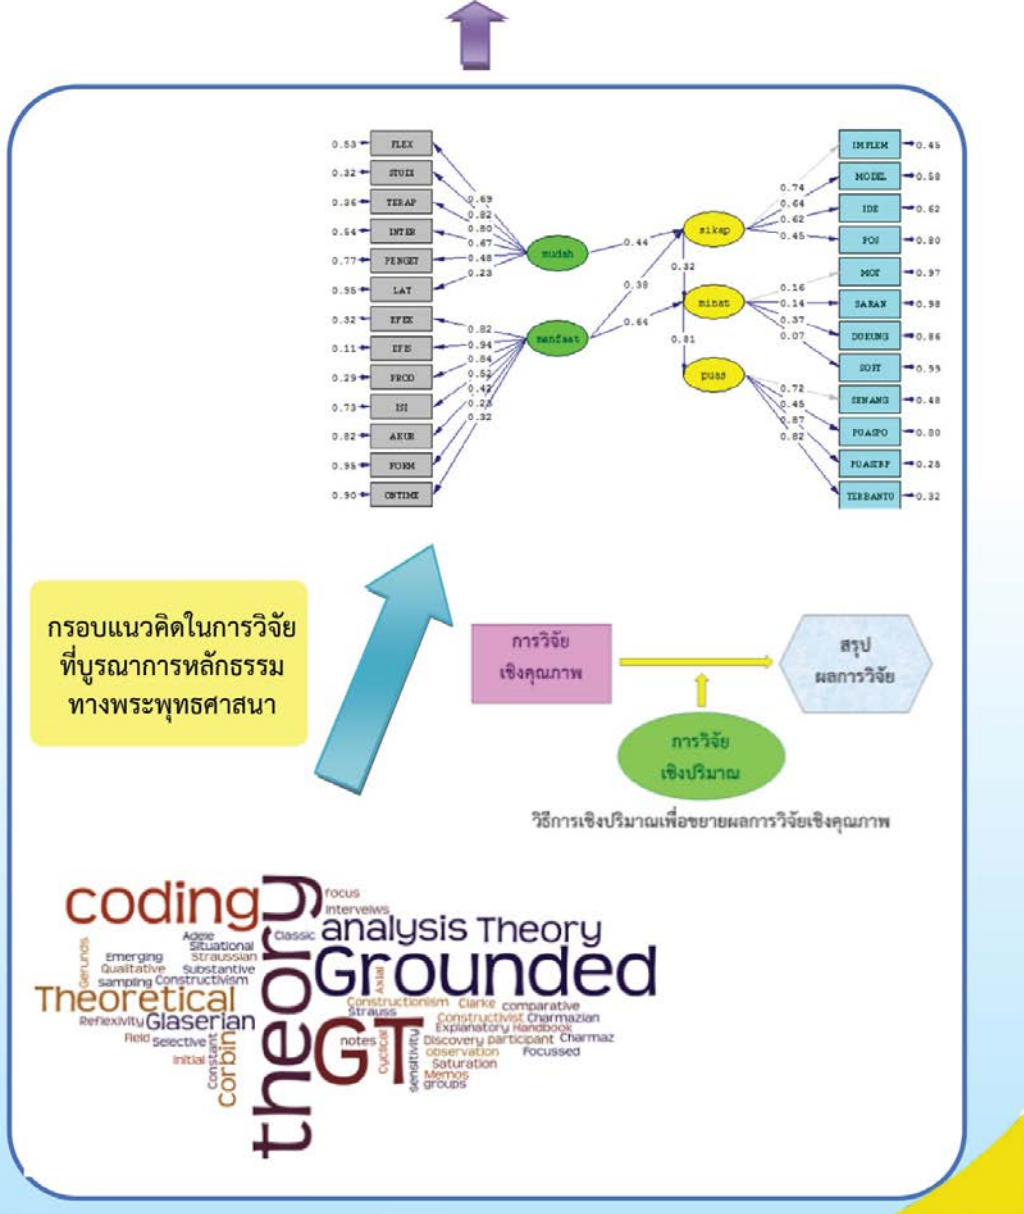 0.53 FLEX
0.32 STUDI
0.36 TERAP
0.54 INTER
0.77 PENGET
0.95 LAT
0.32 EFEK
0.11 EFIS
0.29 PROD
0.73 ISI
0.82 AKUR
0.95 FORM
0.90 ONTIME
0.69
0.82
0.80
0.67
0.48
0.23
0.82
0.94
0.84
0.52
0.42
0.23
0.32
mudah
manfaat
0.44
0.38
0.64
sikap
0.32
minat
0.81
puas
0.74
0.64
0.62
0.45
0.16
0.14
0.37
0.07
0.72
0.45
0.87
0.82
IMPLEM 0.45
MODEL 0.58
IDE 0.62
POS 0.80
MOT 0.97
SARAN 0.98
DUKUNG 0.86
SOFT 0.99
SENANG 0.48
PUASPO 0.80
0.28
TERBANTU 0.32
กรอบแนวคิดในการวิจัย
ที่บูรณาการหลักธรรม
ทางพระพุทธศาสนา
การวิจัย
เชิงคุณภาพ
สรุป
ผลการวิจัย
การวิจัย
เชิงปริมาณ
วิธีการเชิงปริมาณเพื่อขยายผลการวิจัยเชิงคุณภาพ
coding
theory
focus
Interveiws
analysis Theory
Adele
Situational
Classic
Gerunds
Emerging
Straussian
Qualitative
Substantive
sampling
Constructivism
Grounded
Axial
Theoretical
Constructionism
Clarke
comparative
Strauss
Reflexivity
Glaserian
Constructivist
Charmazian
Explanatory
Handbook
Field
Selective
Constant
corbin
GT
notes
cyclical
sensitivity
Discovery
participant
Charmaz
Initial
observation
Focussed
Saturation
Memos
groups